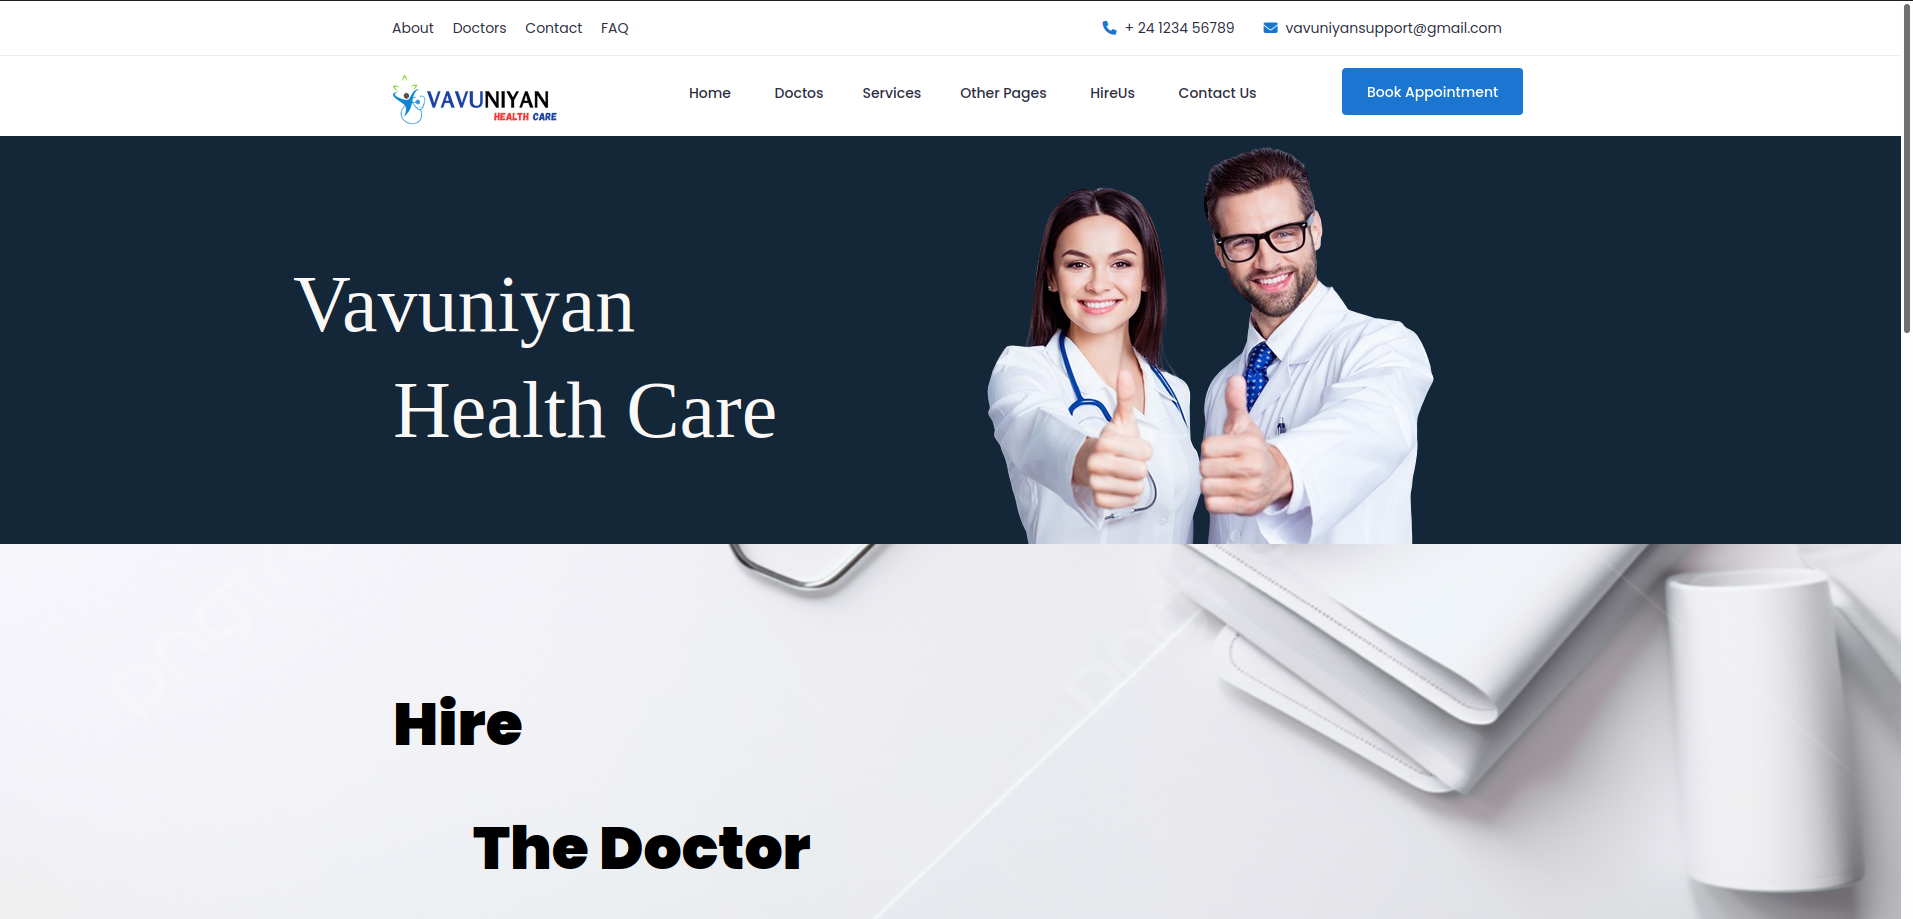 About Doctors Contact FAQ
+ 24 1234 56789 vavuniyansupport@gmail.com
VAVUNIYAN
HEALTH CARE
Home Doctos Services Other Pages HireUs Contact Us
Book Appointment
Vavuniyan
Health Care
Hire
The Doctor